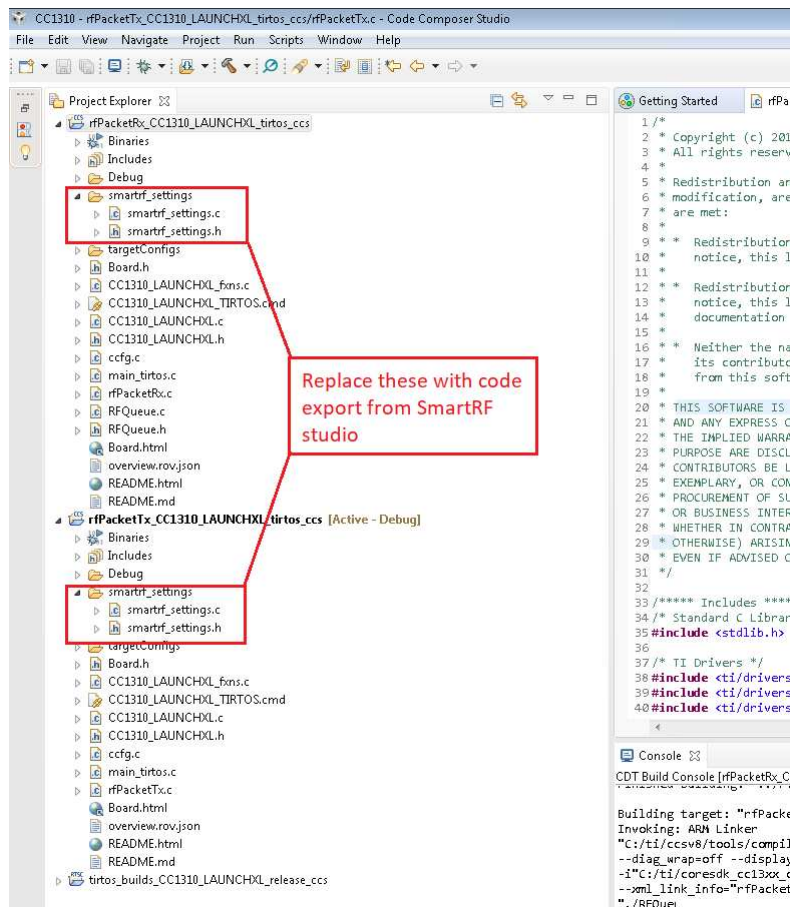 CC1310 - rfPacketTx_CC1310_LAUNCHXL_tirtos_ccs/rfPacketTx.c - Code Composer Studio
File Edit View Navigate Project Run Scripts Window Help
Project Explorer
rfPacketRx_CC1310_LAUNCHXL_tirtos_ccs
Binaries
Includes
Debug
smartrf_settings
smartrf_settings.c
smartrf_settings.h
targetConfigs
Board.h
CC1310_LAUNCHXL_fxns.c
CC1310_LAUNCHXL_TIRTOS.cmd
CC1310_LAUNCHXL.c
CC1310_LAUNCHXL.h
ccfg.c
main_tirtos.c
rfPacketRx.c
RFQueue.c
RFQueue.h
Board.html
overview.rov.json
README.html
README.md
rfPacketTx_CC1310_LAUNCHXL_tirtos_ccs [Active - Debug]
Binaries
Includes
Debug
smartrf_settings
smartrf_settings.c
smartrf_settings.h
targetConfigs
Board.h
CC1310_LAUNCHXL_fxns.c
CC1310_LAUNCHXL_TIRTOS.cmd
CC1310_LAUNCHXL.c
CC1310_LAUNCHXL.h
ccfg.c
main_tirtos.c
rfPacketTx.c
Board.html
overview.rov.json
README.html
README.md
tirtos_builds_CC1310_LAUNCHXL_release_ccs
Replace these with code
export from SmartRF
studio
Getting Started rfPa
1 /*
2 * Copyright (c) 201
3 * All rights reserv
4 *
5 * Redistribution an
6 * modification, are
7 * are met:
8 *
9 * * Redistribution
10 * notice, this l
11 *
12 * * Redistribution
13 * notice, this l
14 * documentation
15 *
16 * * Neither the na
17 * its contributo
18 * from this soft
19 *
20 * THIS SOFTWARE IS
21 * AND ANY EXPRESS O
22 * THE IMPLIED WARRA
23 * PURPOSE ARE DISCL
24 * CONTRIBUTORS BE L
25 * EXEMPLARY, OR CON
26 * PROCUREMENT OF SU
27 * OR BUSINESS INTER
28 * WHETHER IN CONTRA
29 * OTHERWISE) ARISIN
30 * EVEN IF ADVISED O
31 */
32
33 /***** Includes ****
34 /* Standard C Librar
35 #include <stdlib.h>
36
37 /* TI Drivers */
38 #include <ti/drivers
39 #include <ti/drivers
40 #include <ti/drivers
Console
CDT Build Console [rfPacketRx_C
Building target: "rfPacke
Invoking: ARM Linker
"C:/ti/ccsv8/tools/compil
--diag_wrap=off --display
-i"C:/ti/coresdk_cc13xx_c
--xml_link_info="rfPacket
"./RFQueu